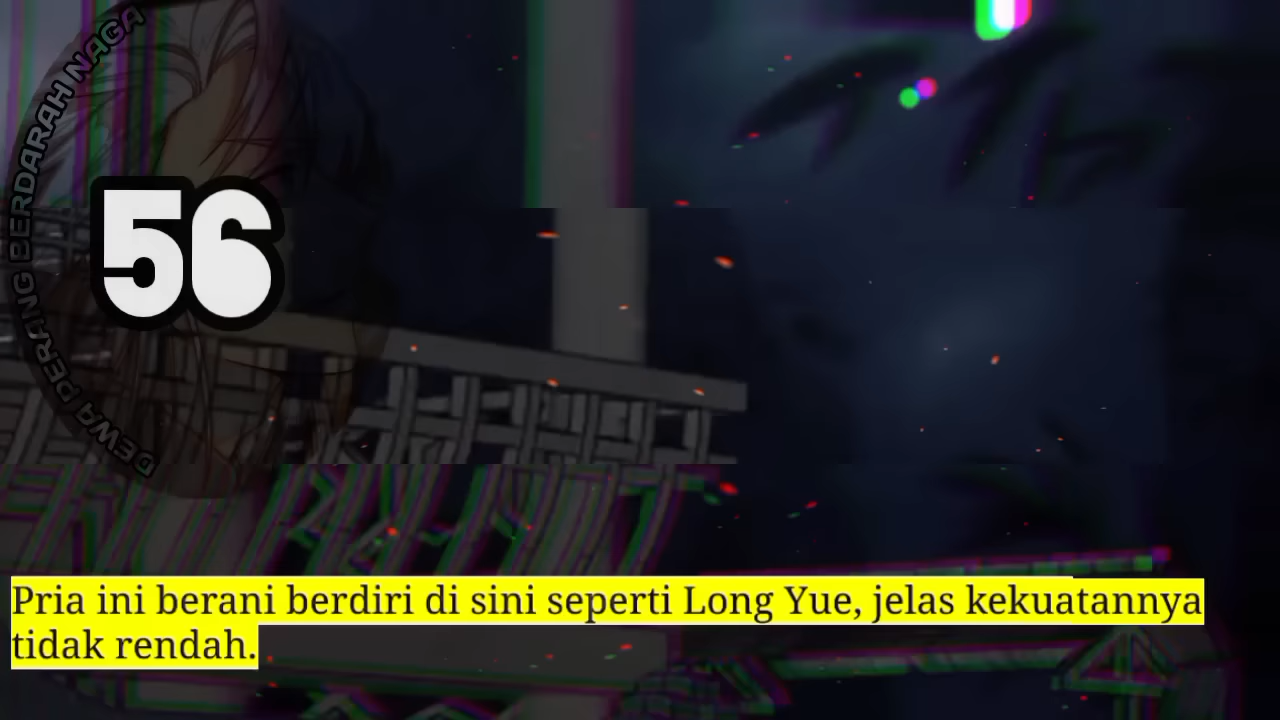 DEWA PERANG BERDARAH NAGA
56
Pria ini berani berdiri di sini seperti Long Yue, jelas kekuatannya
tidak rendah.